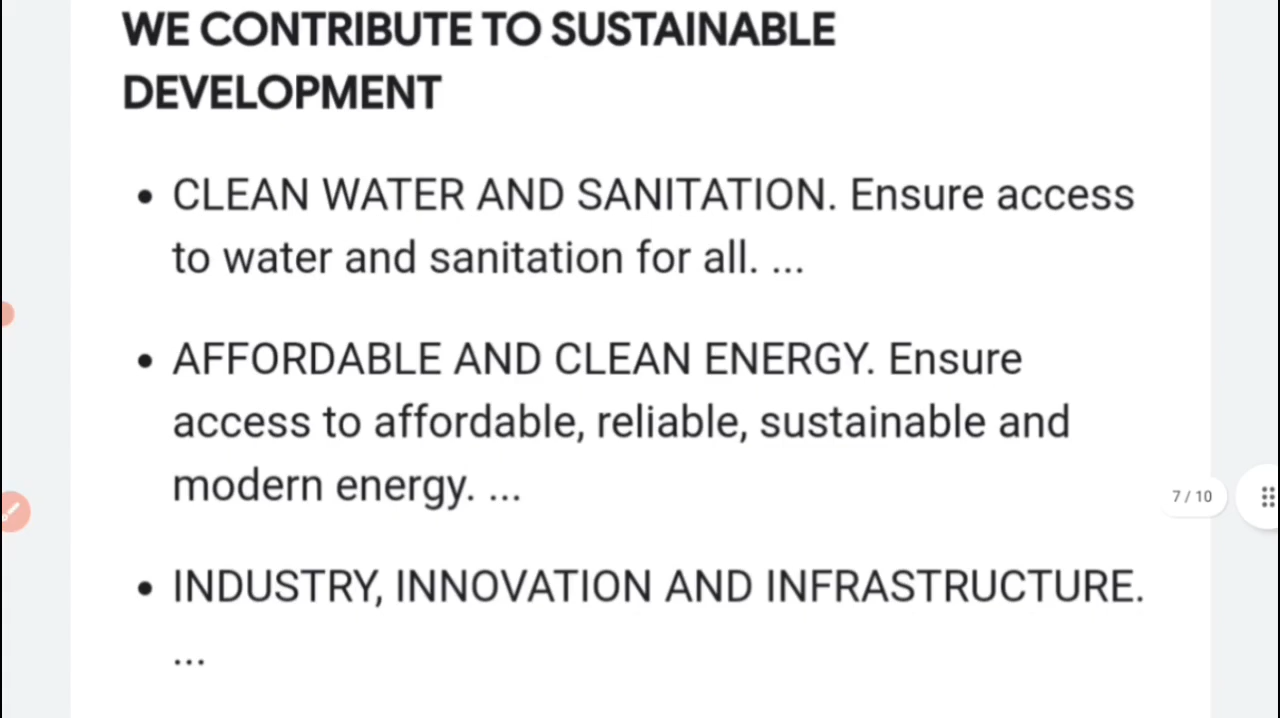 WE CONTRIBUTE TO SUSTAINABLE
DEVELOPMENT
• CLEAN WATER AND SANITATION. Ensure access
to water and sanitation for all. ...
• AFFORDABLE AND CLEAN ENERGY. Ensure
access to affordable, reliable, sustainable and
modern energy. ...
7 / 10
• INDUSTRY, INNOVATION AND INFRASTRUCTURE.
...